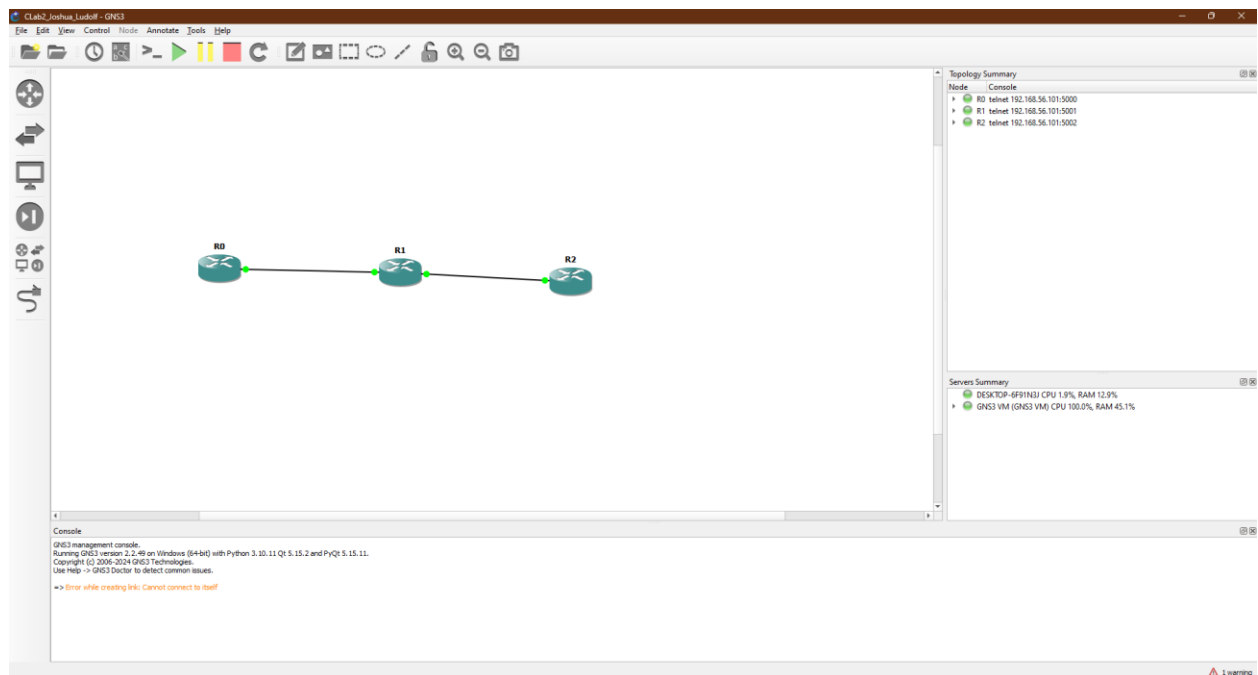 CLab2_Joshua_Ludolf - GNS3
File Edit View Control Node Annotate Tools Help
Topology Summary
Node Console
R0 telnet 192.168.56.101:5000
R1 telnet 192.168.56.101:5001
R2 telnet 192.168.56.101:5002
R0
R1
R2
Servers Summary
DESKTOP-6F91N3J CPU 1.9%, RAM 12.9%
GNS3 VM (GNS3 VM) CPU 100.0%, RAM 45.1%
Console
GNS3 management console.
Running GNS3 version 2.2.49 on Windows (64-bit) with Python 3.10.11 Qt 5.15.2 and PyQt 5.15.11.
Copyright (c) 2006-2024 GNS3 Technologies.
Use Help -> GNS3 Doctor to detect common issues.
=> Error while creating link: Cannot connect to itself
1 warning